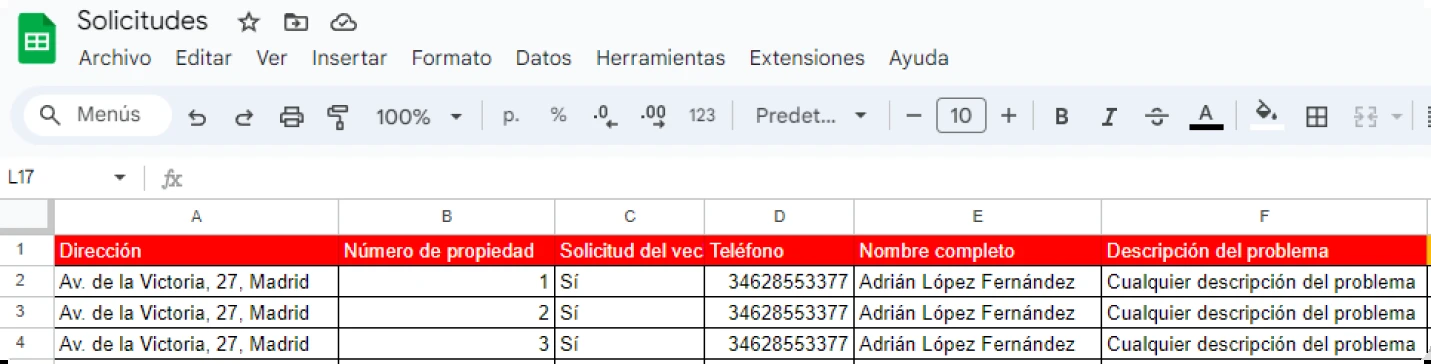 Solicitudes
Archivo Editar Ver Insertar Formato Datos Herramientas Extensiones Ayuda
Menús 100% p. % .0 .00 123 Predet... 10 B I S A
L17 fx
A B C D E F
1 Dirección Número de propiedad Solicitud del vec Teléfono Nombre completo Descripción del problema
2 Av. de la Victoria, 27, Madrid 1 Sí 34628553377 Adrián López Fernández Cualquier descripción del problema
3 Av. de la Victoria, 27, Madrid 2 Sí 34628553377 Adrián López Fernández Cualquier descripción del problema
4 Av. de la Victoria, 27, Madrid 3 Sí 34628553377 Adrián López Fernández Cualquier descripción del problema